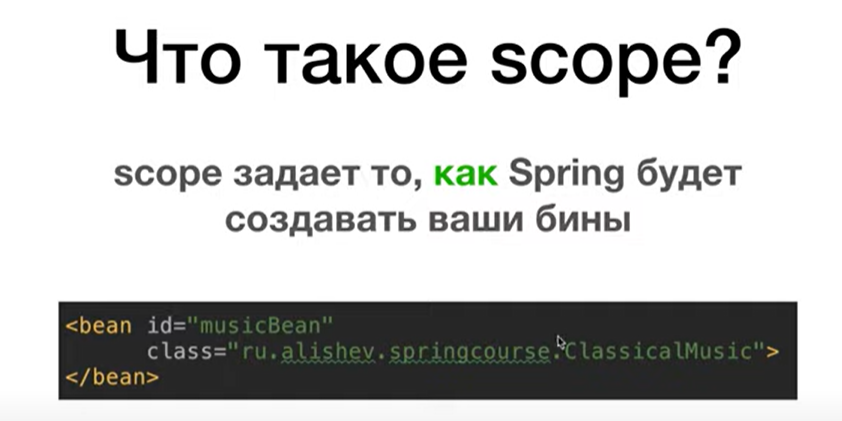 Что такое scope?
scope задает то, как Spring будет
создавать ваши бины
<bean id="musicBean"
class="ru.alishev.springcourse.ClassicalMusic">
</bean>